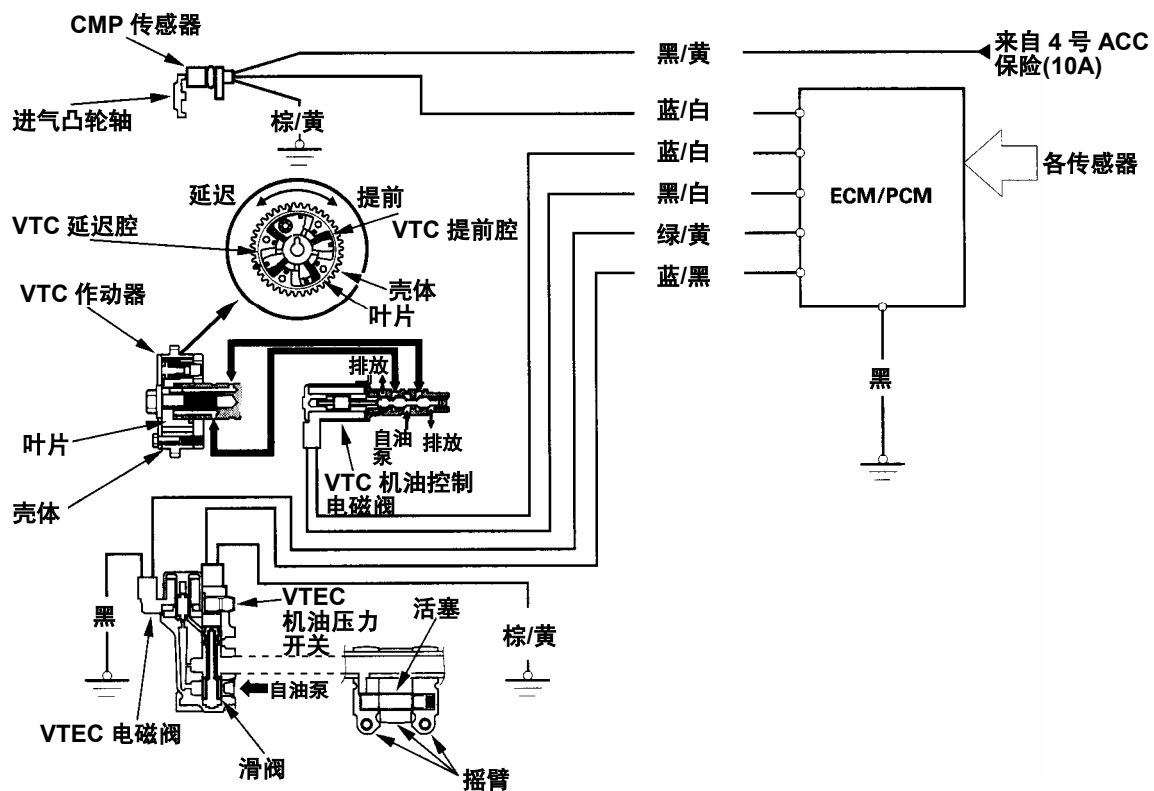 CMP 传感器
黑/黄
来自 4 号 ACC
保险(10A)
进气凸轮轴
棕/黄
蓝/白
蓝/白
黑/白
绿/黄
蓝/黑
ECM/PCM
各传感器
延迟
提前
VTC 延迟腔
VTC 提前腔
VTC 作动器
壳体
叶片
排放
自油
泵
排放
黑
叶片
VTC 机油控制
电磁阀
壳体
黑
VTEC
机油压力
开关
活塞
棕/黄
自油泵
VTEC 电磁阀
滑阀
摇臂